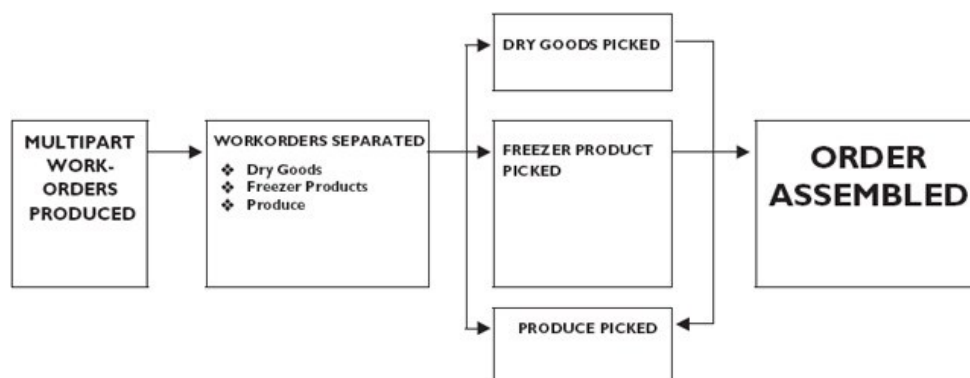 MULTIPART
WORK-
ORDERS
PRODUCED
WORKORDERS SEPARATED
❖ Dry Goods
❖ Freezer Products
❖ Produce
DRY GOODS PICKED
FREEZER PRODUCT
PICKED
PRODUCE PICKED
ORDER
ASSEMBLED